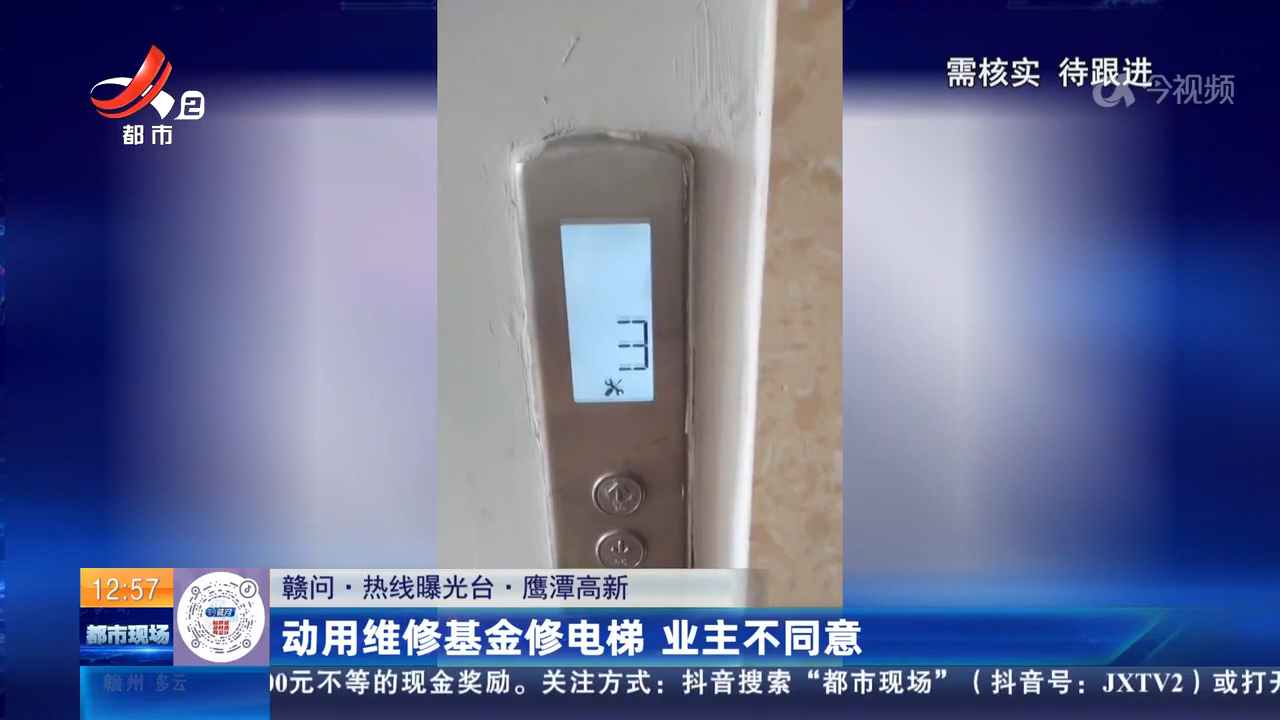 需核实 待跟进
今视频
2
都市
E
赣问·热线曝光台·鹰潭高新
12:57
都市现场
动用维修基金修电梯 业主不同意
赣州 多云
00元不等的现金奖励。关注方式：抖音搜索“都市现场”（抖音号：JXTV2）或打开